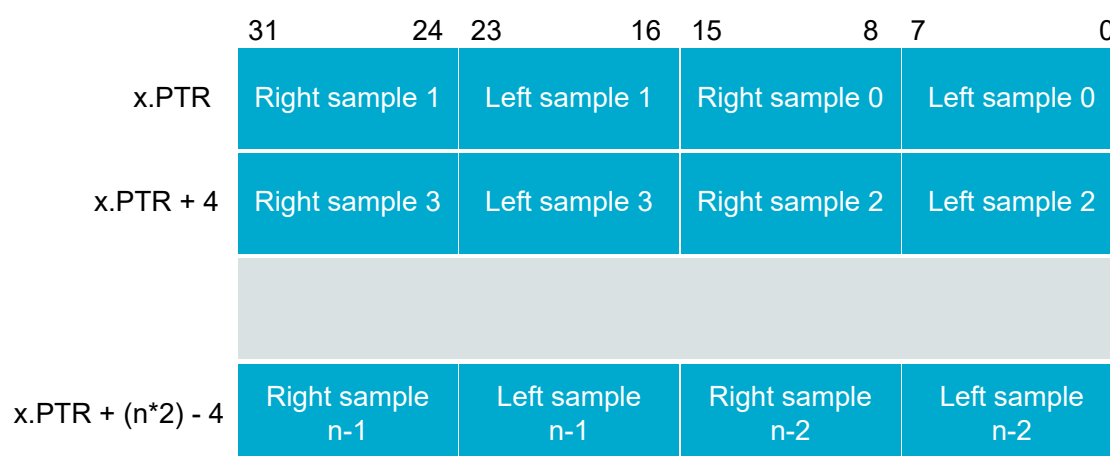 31 24 23 16 15 8 7 0
x.PTR Right sample 1 Left sample 1 Right sample 0 Left sample 0
x.PTR + 4 Right sample 3 Left sample 3 Right sample 2 Left sample 2
x.PTR + (n*2) - 4 Right sample Left sample Right sample Left sample
n-1 n-1 n-2 n-2